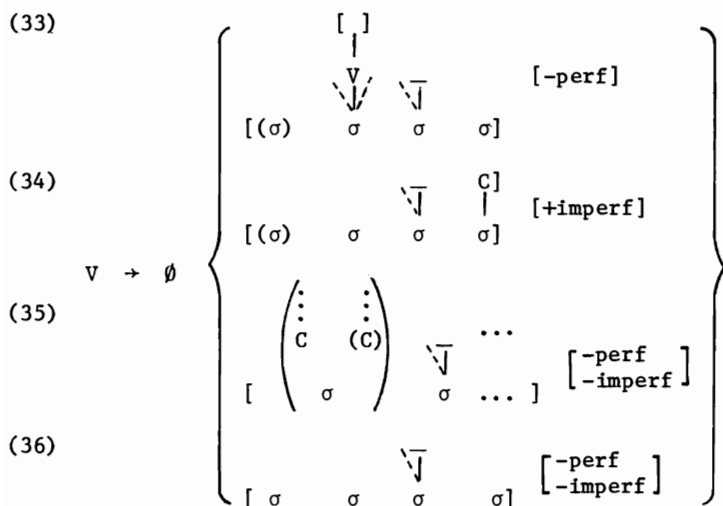 (33) [ ]
V — [-perf]
[(σ) σ σ σ]
(34) C]
— [+imperf]
[(σ) σ σ σ]
V → ∅
(35) ⋮ ⋮
C (C) ...
— [-perf
-imperf]
[ ( σ ) σ ... ]
(36) — [-perf
-imperf]
[ σ σ σ σ]